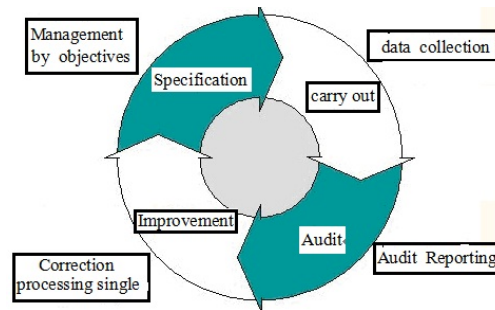 Management
by objectives
data collection
Specification
carry out
Improvement
Audit
Correction
processing single
Audit Reporting